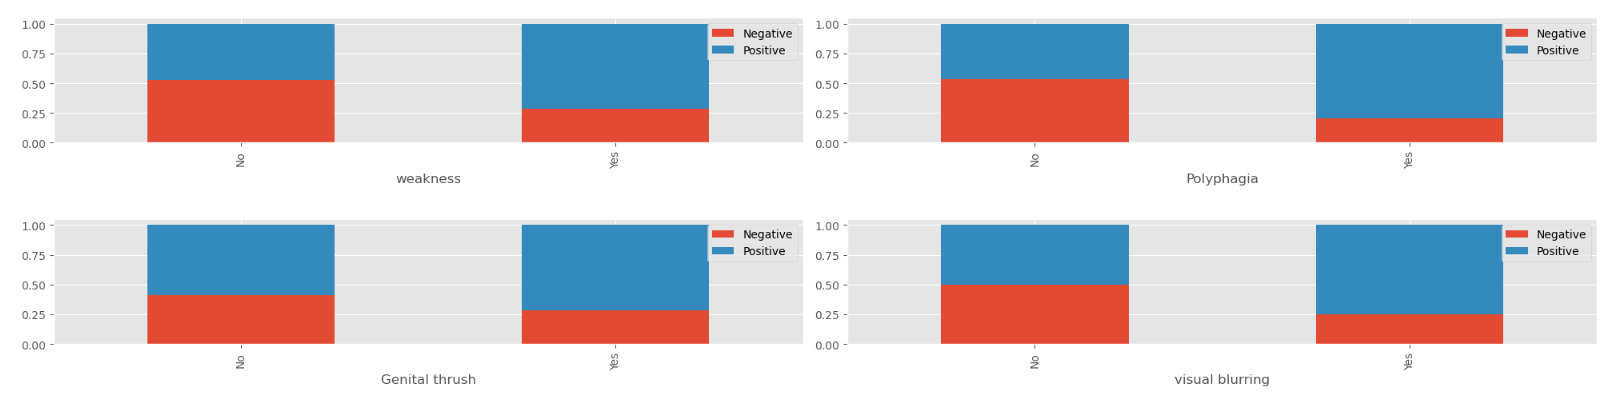 1.00
0.75
0.50
0.25
0.00
No
Yes
weakness
Negative
Positive
1.00
0.75
0.50
0.25
0.00
No
Yes
Polyphagia
Negative
Positive
1.00
0.75
0.50
0.25
0.00
No
Yes
Genital thrush
Negative
Positive
1.00
0.75
0.50
0.25
0.00
No
Yes
visual blurring
Negative
Positive